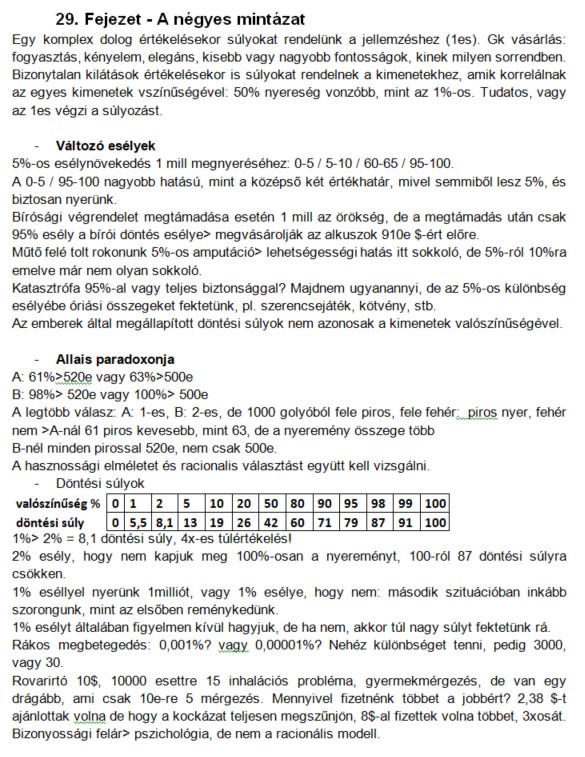 29. Fejezet - A négyes mintázat
Egy komplex dolog értékelésekor súlyokat rendelünk a jellemzéshez (1es). Gk vásárlás:
fogyasztás, kényelem, elegáns, kisebb vagy nagyobb fontosságok, kinek milyen sorrendben.
Bizonytalan kilátások értékelésekor is súlyokat rendelnek a kimenetekhez, amik korrelálnak
az egyes kimenetek vszínűségével: 50% nyereség vonzóbb, mint az 1%-os. Tudatos, vagy
az 1es végzi a súlyozást.
- Változó esélyek
5%-os esélynövekedés 1 mill megnyeréséhez: 0-5 / 5-10 / 60-65 / 95-100.
A 0-5 / 95-100 nagyobb hatású, mint a középső két értékhatár, mivel semmiből lesz 5%, és
biztosan nyerünk.
Bírósági végrendelet megtámadása esetén 1 mill az örökség, de a megtámadás után csak
95% esély a bírói döntés esélye> megvásárolják az alkuszok 910e $-ért előre.
Műtő felé tolt rokonunk 5%-os amputáció> lehetségességi hatás itt sokkoló, de 5%-ról 10%ra
emelve már nem olyan sokkoló.
Katasztrófa 95%-al vagy teljes biztonsággal? Majdnem ugyanannyi, de az 5%-os különbség
esélyébe óriási összegeket fektetünk, pl. szerencsejáték, kötvény, stb.
Az emberek által megállapított döntési súlyok nem azonosak a kimenetek valószínűségével.
- Allais paradoxonja
A: 61%>520e vagy 63%>500e
B: 98%> 520e vagy 100%> 500e
A legtöbb válasz: A: 1-es, B: 2-es, de 1000 golyóból fele piros, fele fehér: piros nyer, fehér
nem >A-nál 61 piros kevesebb, mint 63, de a nyeremény összege több
B-nél minden pirossal 520e, nem csak 500e.
A hasznossági elméletet és racionalis választást együtt kell vizsgálni.
- Döntési súlyok
valószínűség % 0 1 2 5 10 20 50 80 90 95 98 99 100
döntési súly 0 5,5 8,1 13 19 26 42 60 71 79 87 91 100
1%> 2% = 8,1 döntési súly, 4x-es túlértékelés!
2% esély, hogy nem kapjuk meg 100%-osan a nyereményt, 100-ról 87 döntési súlyra
csökken.
1% eséllyel nyerünk 1milliót, vagy 1% esélye, hogy nem: második szituációban inkább
szorongunk, mint az elsőben reménykedünk.
1% esélyt általában figyelmen kívül hagyjuk, de ha nem, akkor túl nagy súlyt fektetünk rá.
Rákos megbetegedés: 0,001%? vagy 0,00001%? Nehéz különbséget tenni, pedig 3000,
vagy 30.
Rovarirtó 10$, 10000 esettre 15 inhalációs probléma, gyermekmérgezés, de van egy
drágább, ami csak 10e-re 5 mérgezés. Mennyivel fizetnénk többet a jobbért? 2,38 $-t
ajánlottak volna de hogy a kockázat teljesen megszűnjön, 8$-al fizettek volna többet, 3xosát.
Bizonyossági felár> pszichológia, de nem a racionális modell.